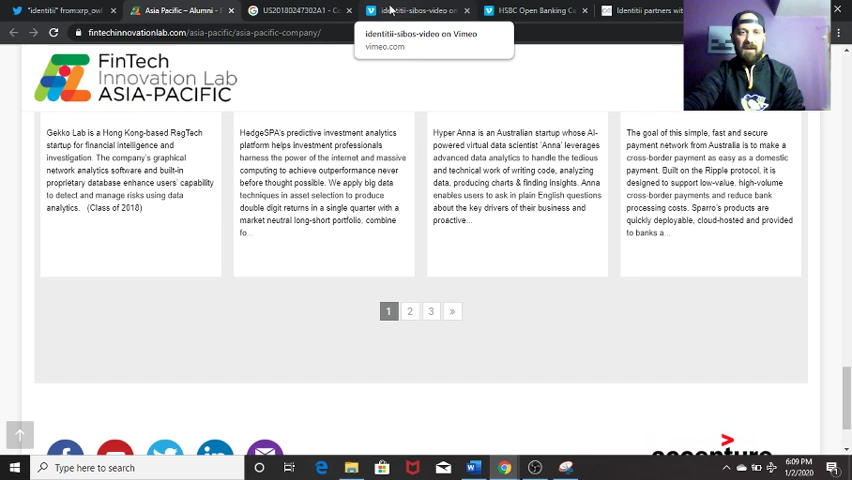 "identitii" from:xrp_owl
Asia Pacific – Alumni - F
US20180247302A1 - C
identitii-sibos-video on
HSBC Open Banking Ca
Identitii partners wit
fintechinnovationlab.com/asia-pacific/asia-pacific-company/
identitii-sibos-video on Vimeo
vimeo.com
FinTech
Innovation Lab
ASIA-PACIFIC
Gekko Lab is a Hong Kong-based RegTech
startup for financial intelligence and
investigation. The company's graphical
network analytics software and built-in
proprietary database enhance users' capability
to detect and manage risks using data
analytics. (Class of 2018)
HedgeSPA's predictive investment analytics
platform helps investment professionals
harness the power of the internet and massive
computing to achieve outperformance never
before thought possible. We apply big data
techniques in asset selection to produce
double digit returns in a single quarter with a
market neutral long-short portfolio, combine
fo...
Hyper Anna is an Australian startup whose AI-
powered virtual data scientist 'Anna' leverages
advanced data analytics to handle the tedious
and technical work of writing code, analyzing
data, producing charts & finding insights. Anna
enables users to ask in plain English questions
about the key drivers of their business and
proactive...
The goal of this simple, fast and secure
payment network from Australia is to make a
cross-border payment as easy as a domestic
payment. Built on the Ripple protocol, it is
designed to support low-value, high-volume
cross-border payments and reduce bank
processing costs. Sparro's products are
quickly deployable, cloud-hosted and provided
to banks a...
1 2 3 »
accenture
Type here to search
6:09 PM
1/2/2020